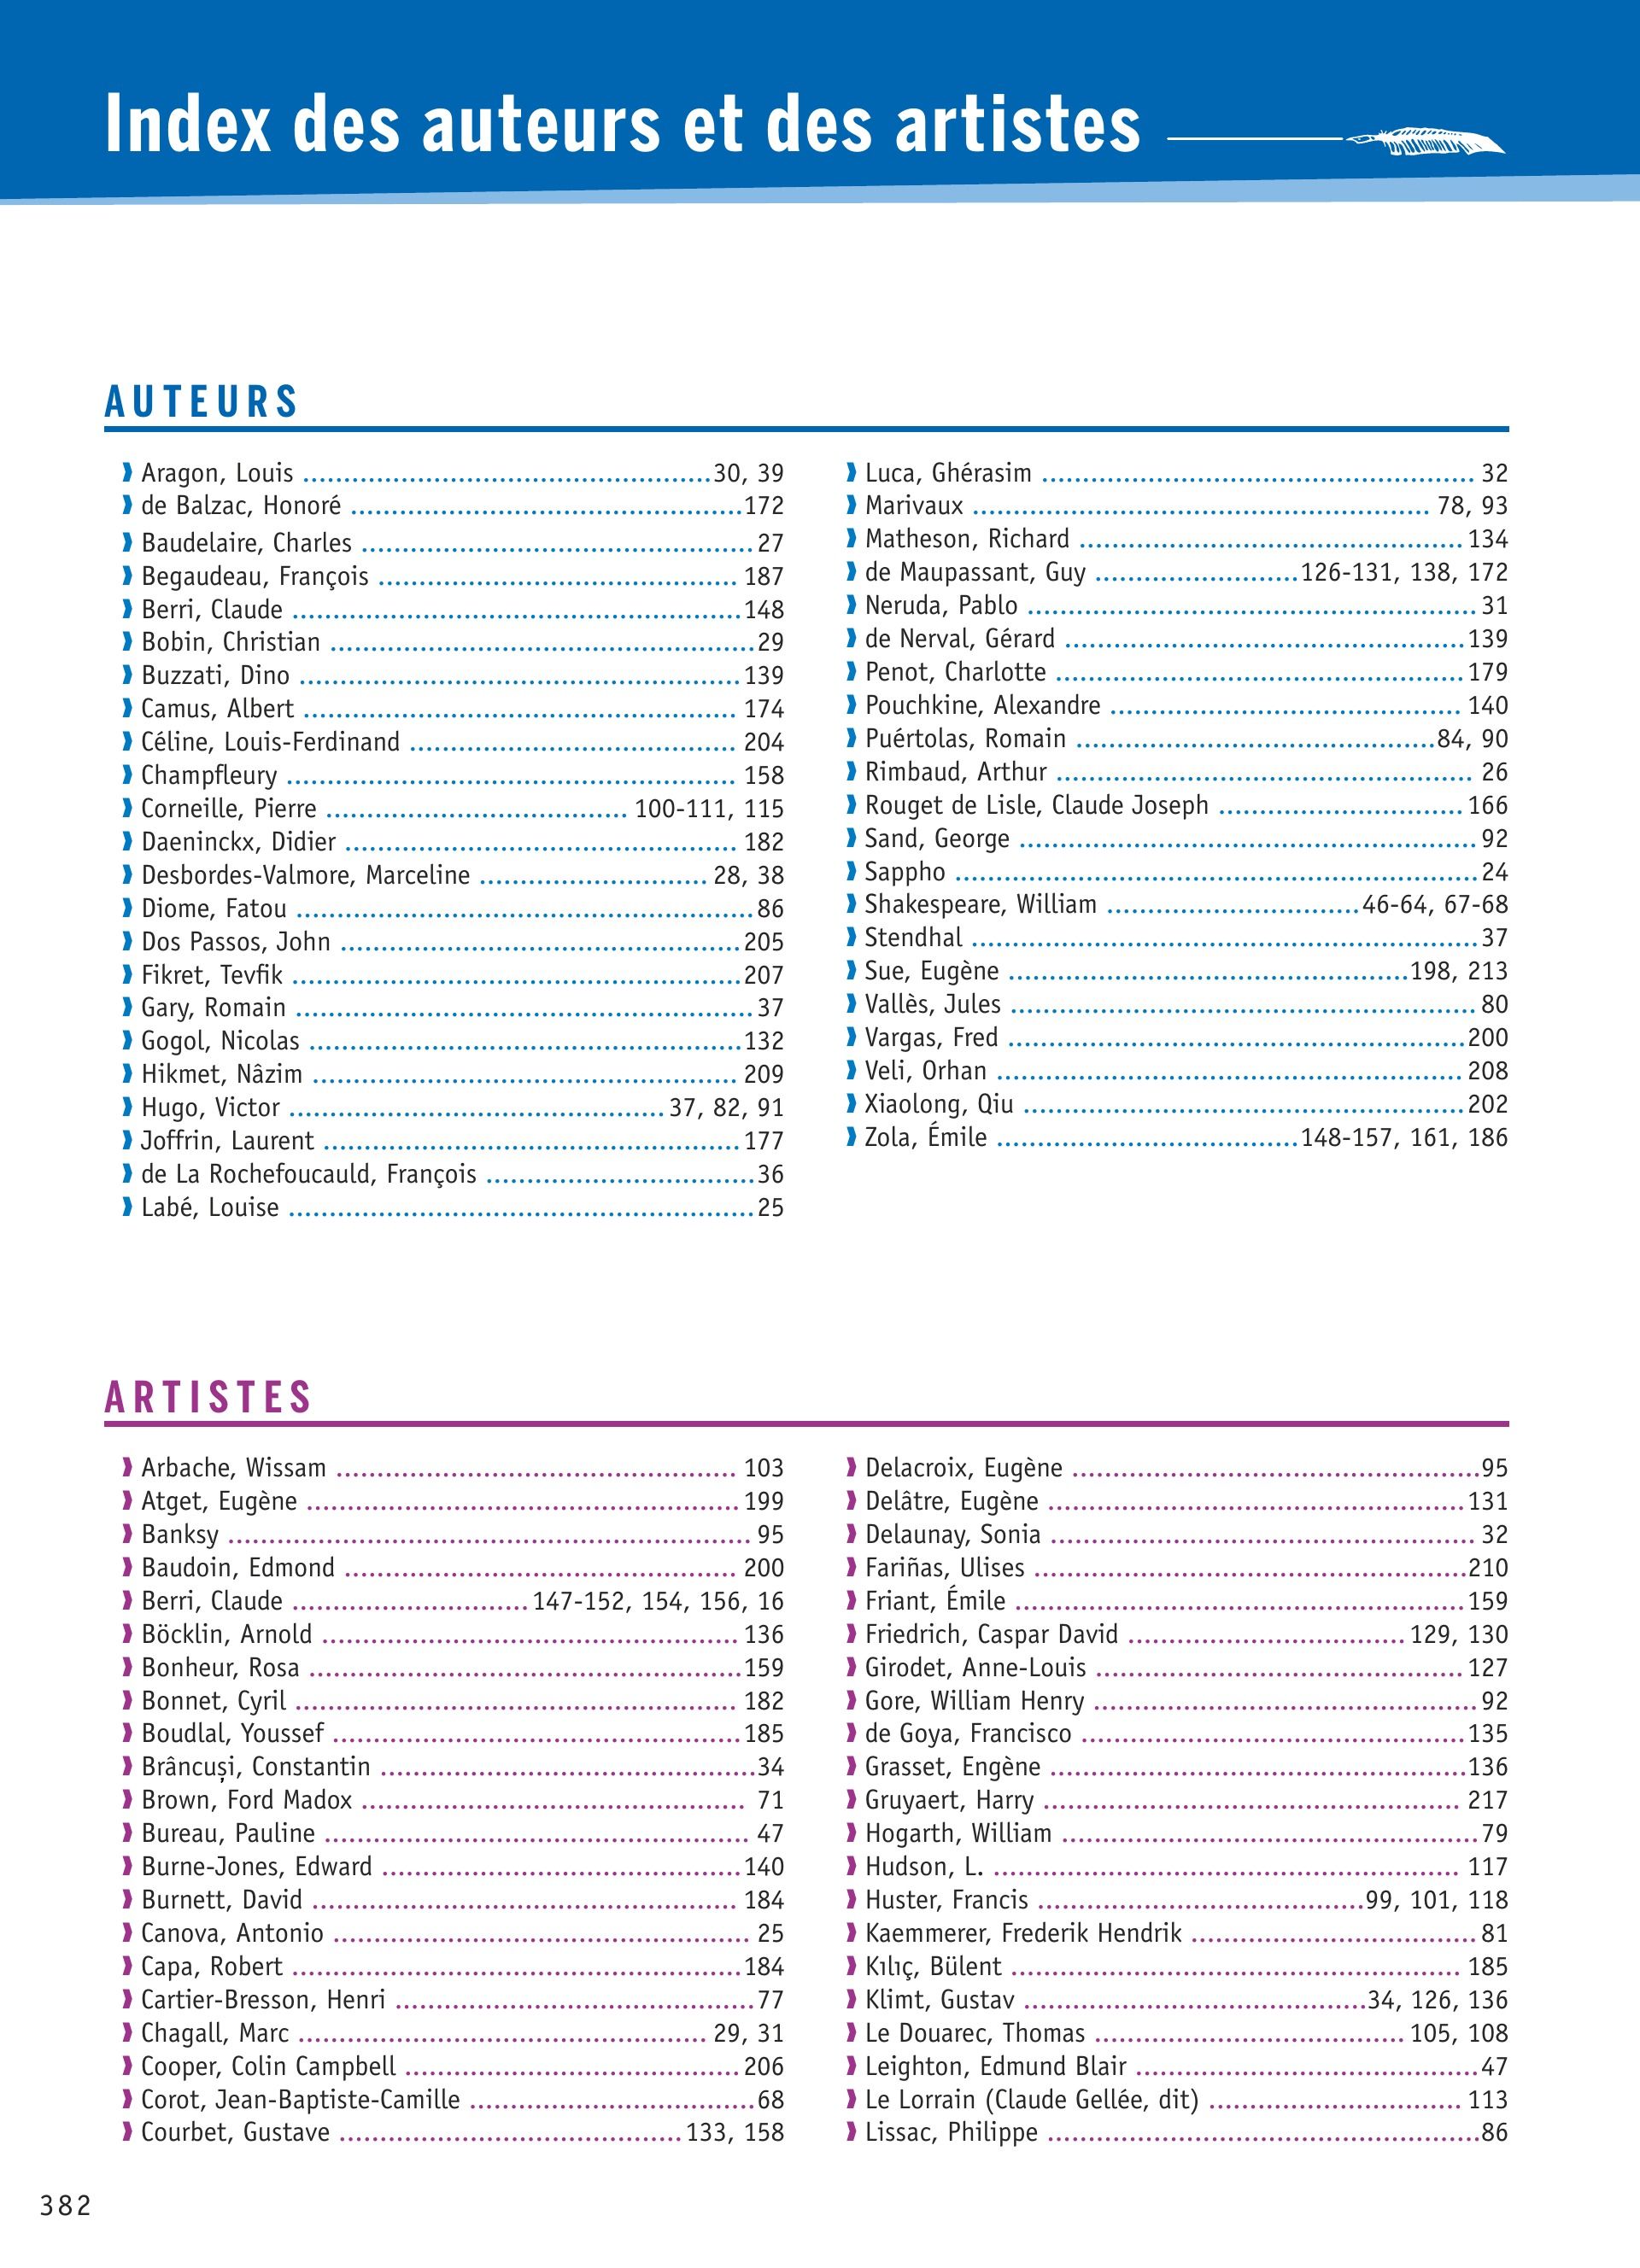 Index des auteurs et des artistes
AUTEURS
❱ Aragon, Louis ..... 30, 39
❱ de Balzac, Honoré ..... 172
❱ Baudelaire, Charles ..... 27
❱ Begaudeau, François ..... 187
❱ Berri, Claude ..... 148
❱ Bobin, Christian ..... 29
❱ Buzzati, Dino ..... 139
❱ Camus, Albert ..... 174
❱ Céline, Louis-Ferdinand ..... 204
❱ Champfleury ..... 158
❱ Corneille, Pierre ..... 100-111, 115
❱ Daeninckx, Didier ..... 182
❱ Desbordes-Valmore, Marceline ..... 28, 38
❱ Diome, Fatou ..... 86
❱ Dos Passos, John ..... 205
❱ Fikret, Tevfik ..... 207
❱ Gary, Romain ..... 37
❱ Gogol, Nicolas ..... 132
❱ Hikmet, Nâzim ..... 209
❱ Hugo, Victor ..... 37, 82, 91
❱ Joffrin, Laurent ..... 177
❱ de La Rochefoucauld, François ..... 36
❱ Labé, Louise ..... 25
❱ Luca, Ghérasim ..... 32
❱ Marivaux ..... 78, 93
❱ Matheson, Richard ..... 134
❱ de Maupassant, Guy ..... 126-131, 138, 172
❱ Neruda, Pablo ..... 31
❱ de Nerval, Gérard ..... 139
❱ Penot, Charlotte ..... 179
❱ Pouchkine, Alexandre ..... 140
❱ Puértolas, Romain ..... 84, 90
❱ Rimbaud, Arthur ..... 26
❱ Rouget de Lisle, Claude Joseph ..... 166
❱ Sand, George ..... 92
❱ Sappho ..... 24
❱ Shakespeare, William ..... 46-64, 67-68
❱ Stendhal ..... 37
❱ Sue, Eugène ..... 198, 213
❱ Vallès, Jules ..... 80
❱ Vargas, Fred ..... 200
❱ Veli, Orhan ..... 208
❱ Xiaolong, Qiu ..... 202
❱ Zola, Émile ..... 148-157, 161, 186
ARTISTES
❱ Arbache, Wissam ..... 103
❱ Atget, Eugène ..... 199
❱ Banksy ..... 95
❱ Baudoin, Edmond ..... 200
❱ Berri, Claude ..... 147-152, 154, 156, 16
❱ Böcklin, Arnold ..... 136
❱ Bonheur, Rosa ..... 159
❱ Bonnet, Cyril ..... 182
❱ Boudlal, Youssef ..... 185
❱ Brâncuși, Constantin ..... 34
❱ Brown, Ford Madox ..... 71
❱ Bureau, Pauline ..... 47
❱ Burne-Jones, Edward ..... 140
❱ Burnett, David ..... 184
❱ Canova, Antonio ..... 25
❱ Capa, Robert ..... 184
❱ Cartier-Bresson, Henri ..... 77
❱ Chagall, Marc ..... 29, 31
❱ Cooper, Colin Campbell ..... 206
❱ Corot, Jean-Baptiste-Camille ..... 68
❱ Courbet, Gustave ..... 133, 158
❱ Delacroix, Eugène ..... 95
❱ Delâtre, Eugène ..... 131
❱ Delaunay, Sonia ..... 32
❱ Fariñas, Ulises ..... 210
❱ Friant, Émile ..... 159
❱ Friedrich, Caspar David ..... 129, 130
❱ Girodet, Anne-Louis ..... 127
❱ Gore, William Henry ..... 92
❱ de Goya, Francisco ..... 135
❱ Grasset, Engène ..... 136
❱ Gruyaert, Harry ..... 217
❱ Hogarth, William ..... 79
❱ Hudson, L. ..... 117
❱ Huster, Francis ..... 99, 101, 118
❱ Kaemmerer, Frederik Hendrik ..... 81
❱ Kılıç, Bülent ..... 185
❱ Klimt, Gustav ..... 34, 126, 136
❱ Le Douarec, Thomas ..... 105, 108
❱ Leighton, Edmund Blair ..... 47
❱ Le Lorrain (Claude Gellée, dit) ..... 113
❱ Lissac, Philippe ..... 86
382